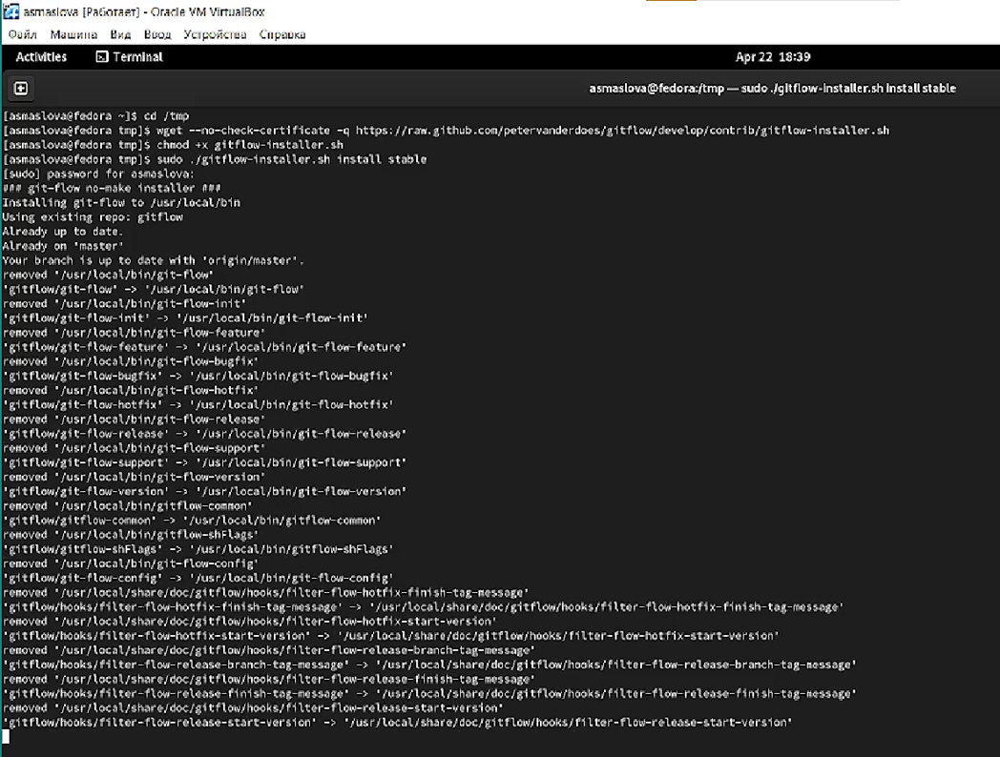 asmaslova [Работает] - Oracle VM VirtualBox
Файл Машина Вид Ввод Устройства Справка
Activities Terminal Apr 22 18:39
asmaslova@fedora:/tmp — sudo ./gitflow-installer.sh install stable
[asmaslova@fedora ~]$ cd /tmp
[asmaslova@fedora tmp]$ wget --no-check-certificate -q https://raw.github.com/petervanderdoes/gitflow/develop/contrib/gitflow-installer.sh
[asmaslova@fedora tmp]$ chmod +x gitflow-installer.sh
[asmaslova@fedora tmp]$ sudo ./gitflow-installer.sh install stable
[sudo] password for asmaslova:
### git-flow no-make installer ###
Installing git-flow to /usr/local/bin
Using existing repo: gitflow
Already up to date.
Already on 'master'
Your branch is up to date with 'origin/master'.
removed '/usr/local/bin/git-flow'
'gitflow/git-flow' -> '/usr/local/bin/git-flow'
removed '/usr/local/bin/git-flow-init'
'gitflow/git-flow-init' -> '/usr/local/bin/git-flow-init'
removed '/usr/local/bin/git-flow-feature'
'gitflow/git-flow-feature' -> '/usr/local/bin/git-flow-feature'
removed '/usr/local/bin/git-flow-bugfix'
'gitflow/git-flow-bugfix' -> '/usr/local/bin/git-flow-bugfix'
removed '/usr/local/bin/git-flow-hotfix'
'gitflow/git-flow-hotfix' -> '/usr/local/bin/git-flow-hotfix'
removed '/usr/local/bin/git-flow-release'
'gitflow/git-flow-release' -> '/usr/local/bin/git-flow-release'
removed '/usr/local/bin/git-flow-support'
'gitflow/git-flow-support' -> '/usr/local/bin/git-flow-support'
removed '/usr/local/bin/git-flow-version'
'gitflow/git-flow-version' -> '/usr/local/bin/git-flow-version'
removed '/usr/local/bin/gitflow-common'
'gitflow/gitflow-common' -> '/usr/local/bin/gitflow-common'
removed '/usr/local/bin/gitflow-shFlags'
'gitflow/gitflow-shFlags' -> '/usr/local/bin/gitflow-shFlags'
removed '/usr/local/bin/git-flow-config'
'gitflow/git-flow-config' -> '/usr/local/bin/git-flow-config'
removed '/usr/local/share/doc/gitflow/hooks/filter-flow-hotfix-finish-tag-message'
'gitflow/hooks/filter-flow-hotfix-finish-tag-message' -> '/usr/local/share/doc/gitflow/hooks/filter-flow-hotfix-finish-tag-message'
removed '/usr/local/share/doc/gitflow/hooks/filter-flow-hotfix-start-version'
'gitflow/hooks/filter-flow-hotfix-start-version' -> '/usr/local/share/doc/gitflow/hooks/filter-flow-hotfix-start-version'
removed '/usr/local/share/doc/gitflow/hooks/filter-flow-release-branch-tag-message'
'gitflow/hooks/filter-flow-release-branch-tag-message' -> '/usr/local/share/doc/gitflow/hooks/filter-flow-release-branch-tag-message'
removed '/usr/local/share/doc/gitflow/hooks/filter-flow-release-finish-tag-message'
'gitflow/hooks/filter-flow-release-finish-tag-message' -> '/usr/local/share/doc/gitflow/hooks/filter-flow-release-finish-tag-message'
removed '/usr/local/share/doc/gitflow/hooks/filter-flow-release-start-version'
'gitflow/hooks/filter-flow-release-start-version' -> '/usr/local/share/doc/gitflow/hooks/filter-flow-release-start-version'